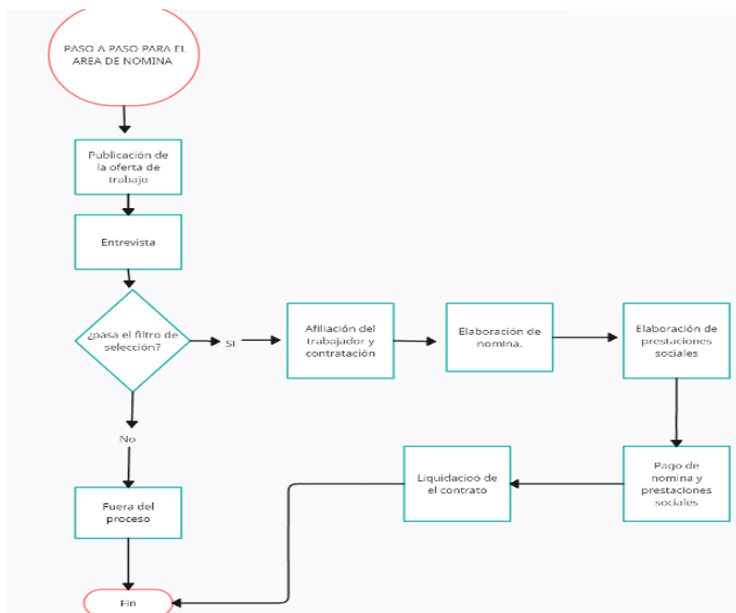 PASO A PASO PARA EL
AREA DE NOMINA
Publicación de
la oferta de
trabajo
Entrevista
¿pasa el filtro de
selección?
SI
Afiliación del
trabajador y
contratación
Elaboración de
nomina.
Elaboración de
prestaciones
sociales
No
Liquidacioó de
el contrato
Pago de
nomina y
prestaciones
sociales
Fuera del
proceso
Fin